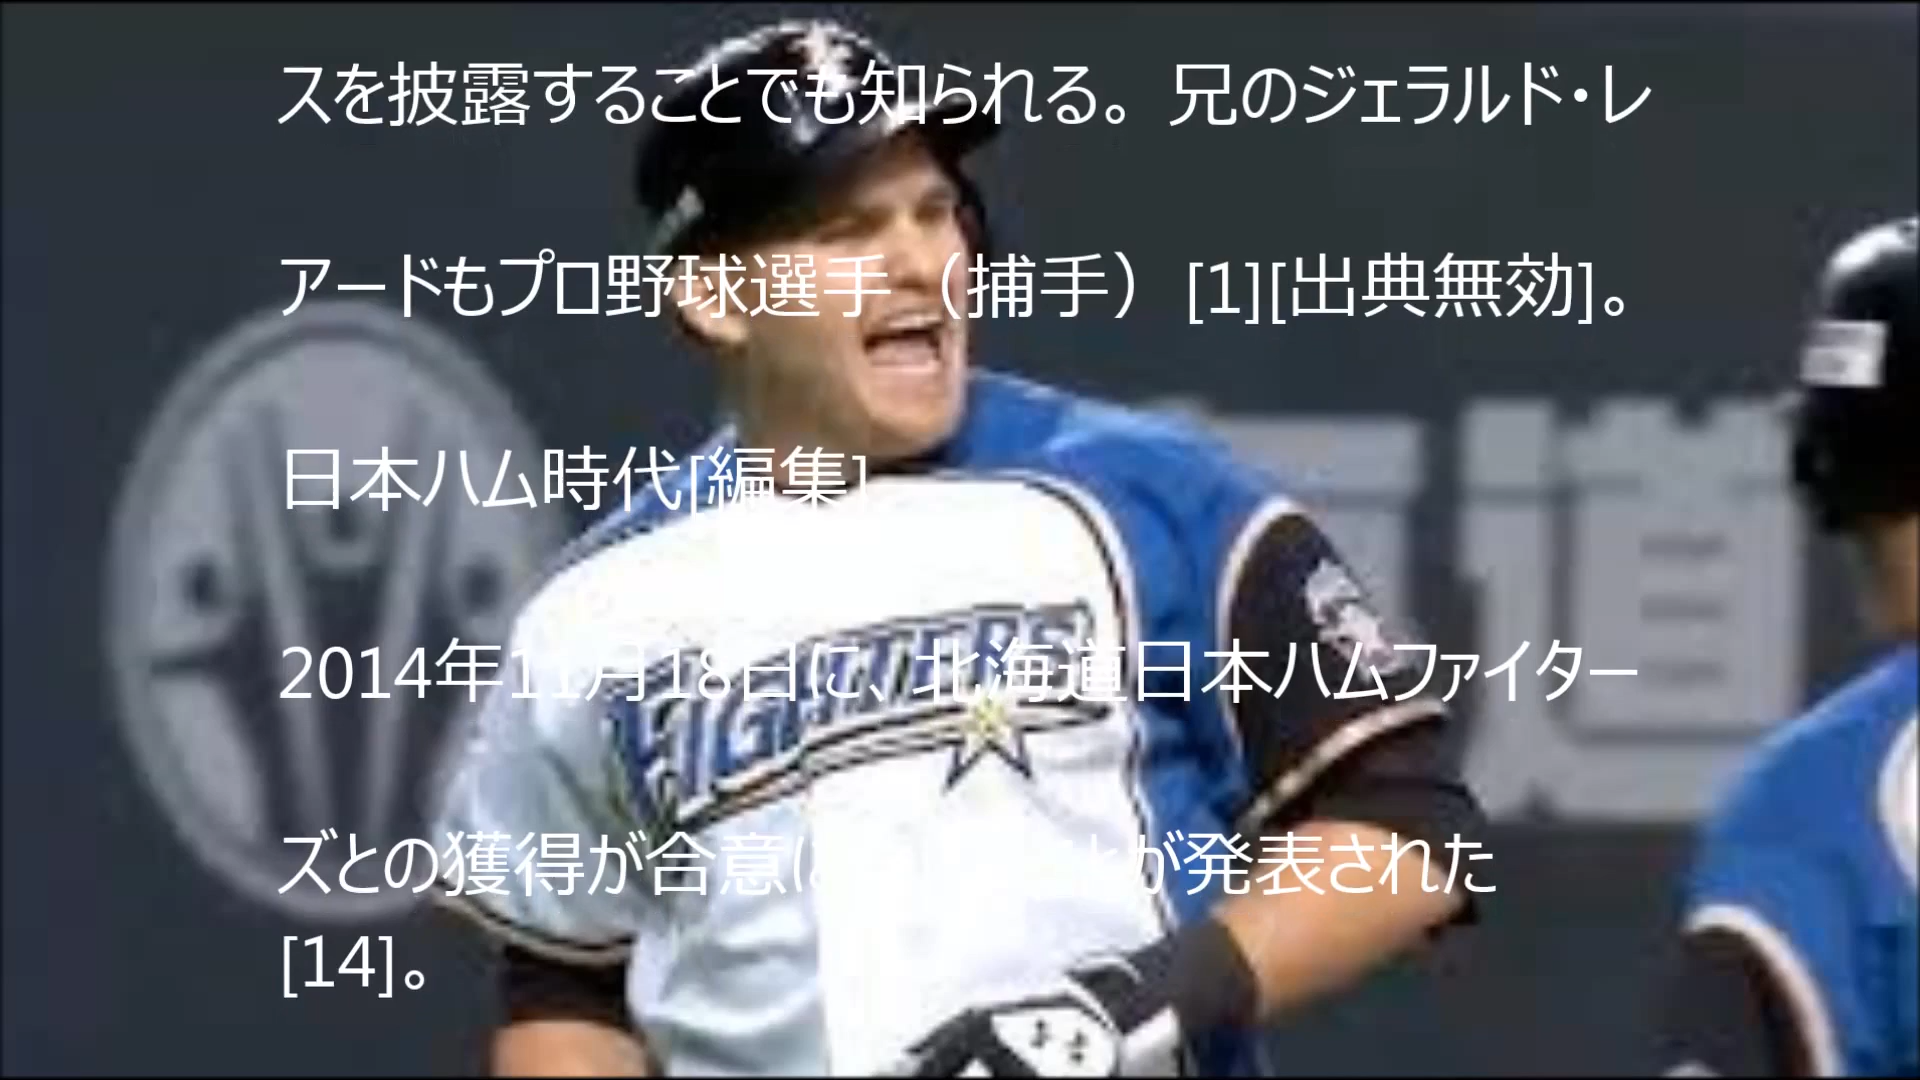 スを披露することでも知られる。兄のジェラルド・レ
アードもプロ野球選手（捕手）[1][出典無効]。
日本ハム時代[編集]
2014年11月18日に、北海道日本ハムファイター
ズとの獲得が合意に とが発表された
[14]。
FIGHTERS
道